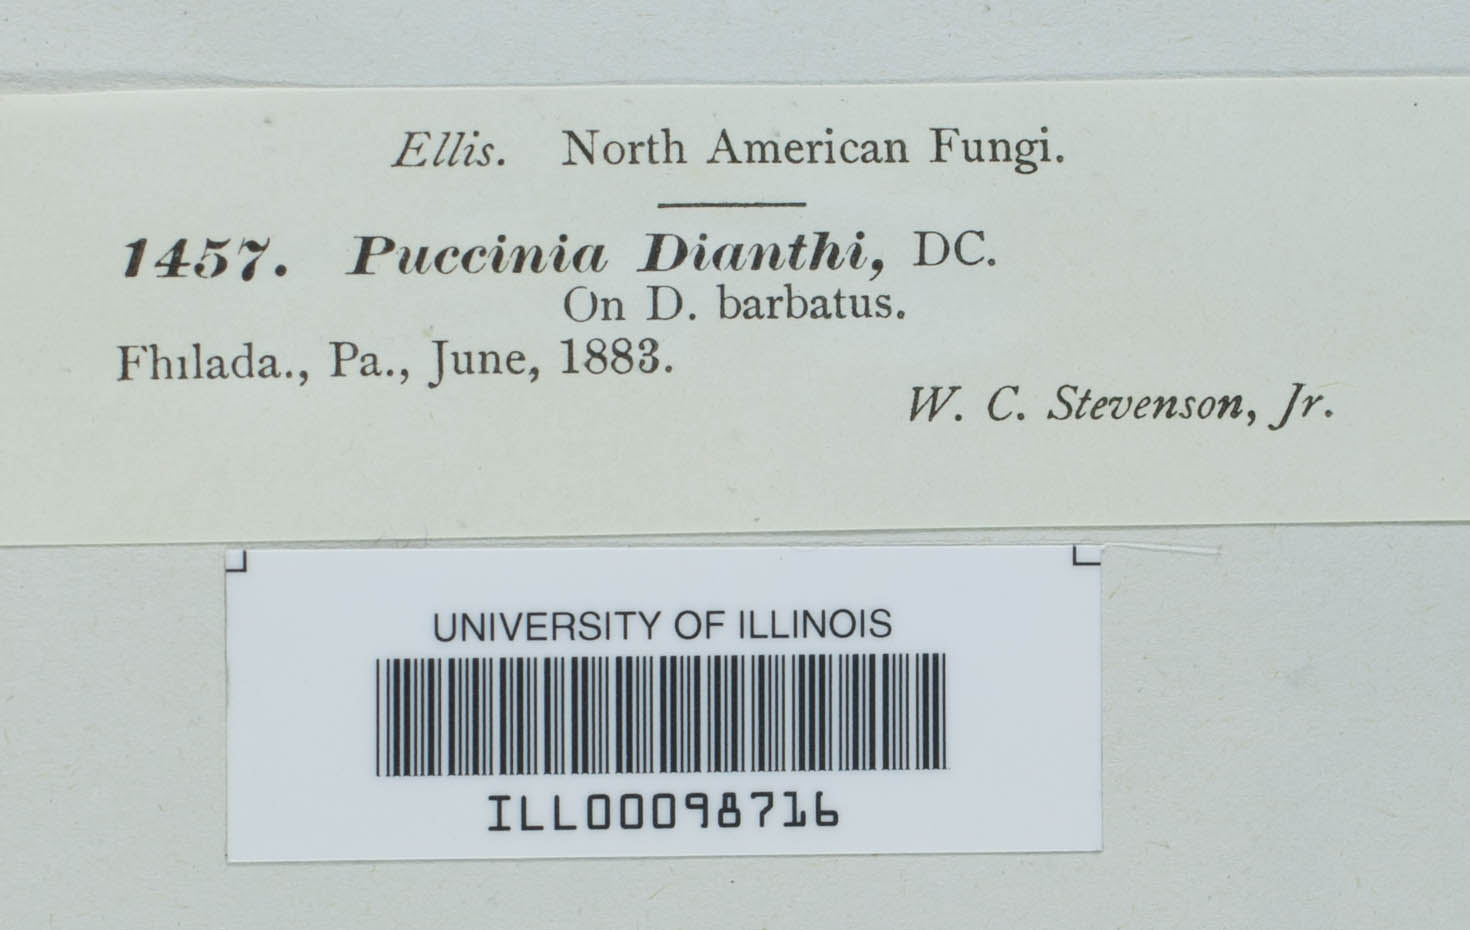 Ellis. North American Fungi.
1457. Puccinia Dianthi, DC.
On D. barbatus.
Fhilada., Pa., June, 1883.
W. C. Stevenson, Jr.
UNIVERSITY OF ILLINOIS
ILL00098716